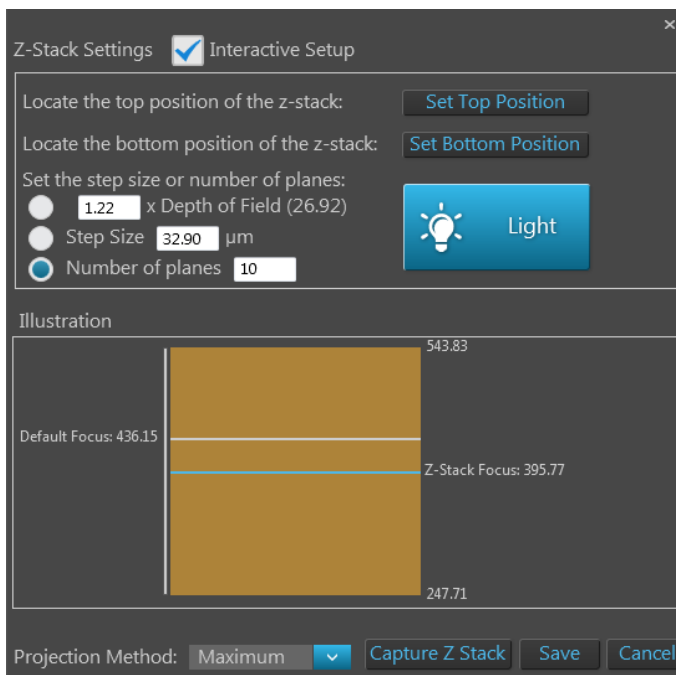 ×
Z-Stack Settings Interactive Setup
Locate the top position of the z-stack: Set Top Position
Locate the bottom position of the z-stack: Set Bottom Position
Set the step size or number of planes:
1.22 x Depth of Field (26.92)
Step Size 32.90 µm
Number of planes 10
Light
Illustration
543.83
Default Focus: 436.15
Z-Stack Focus: 395.77
247.71
Projection Method: Maximum Capture Z Stack Save Cancel